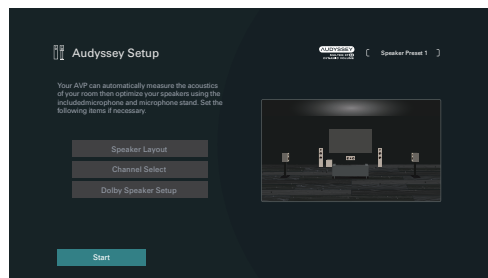 Audyssey Setup
AUDYSSEY
Speaker Preset 1
Your AVP can automatically measure the acoustics
of your room then optimize your speakers using the
includedmicrophone and microphone stand. Set the
following items if necessary.
Speaker Layout
Channel Select
Dolby Speaker Setup
Start